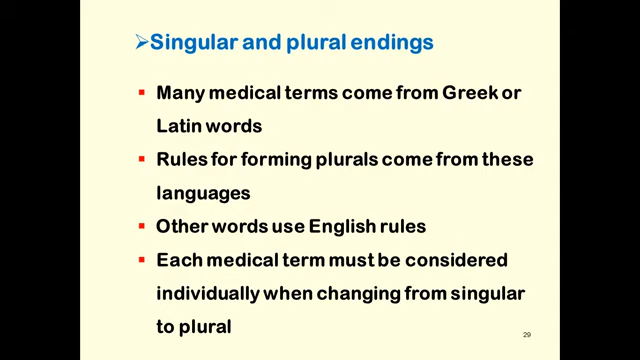 ➢Singular and plural endings
▪ Many medical terms come from Greek or
Latin words
▪ Rules for forming plurals come from these
languages
▪ Other words use English rules
▪ Each medical term must be considered
individually when changing from singular
to plural
29